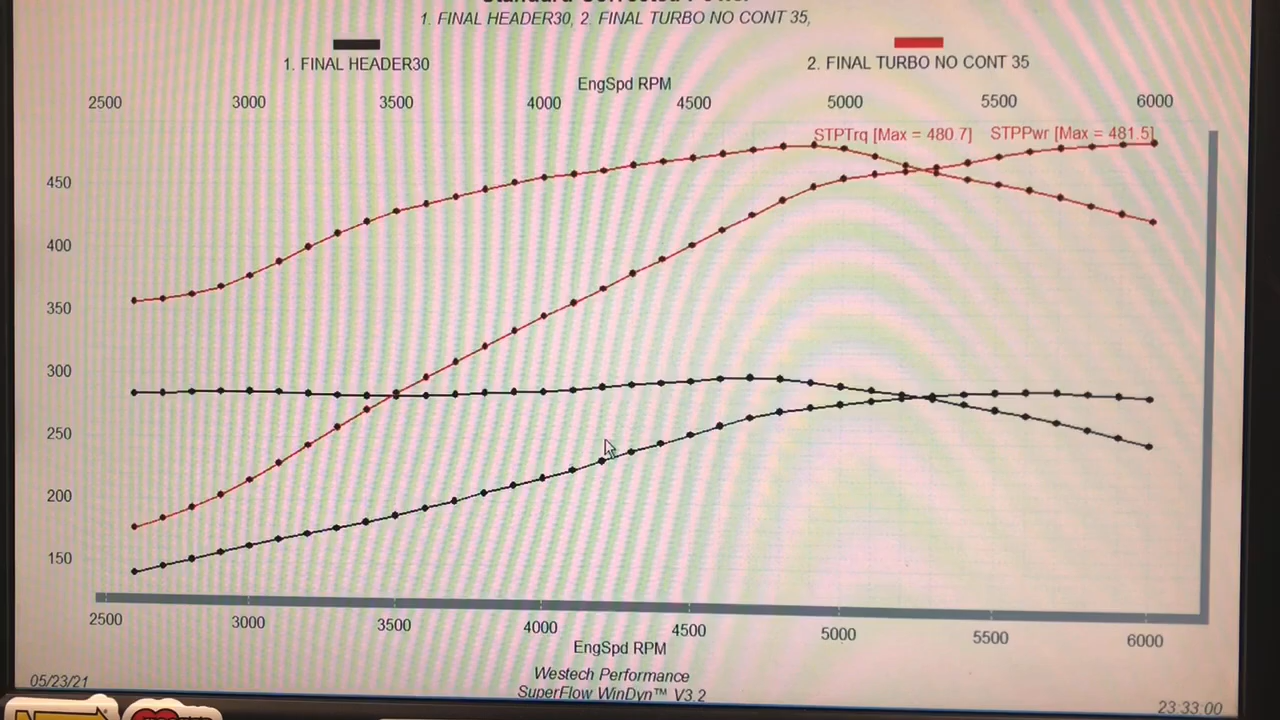 Standard Corrected Power
1. FINAL HEADER30, 2. FINAL TURBO NO CONT 35,
1. FINAL HEADER30
2. FINAL TURBO NO CONT 35
EngSpd RPM
2500 3000 3500 4000 4500 5000 5500 6000
STPTrq [Max = 480.7] STPPwr [Max = 481.5]
450
400
350
300
250
200
150
2500 3000 3500 4000 4500 5000 5500 6000
EngSpd RPM
Westech Performance
05/23/21
SuperFlow WinDyn™ V3.2
23:33:00